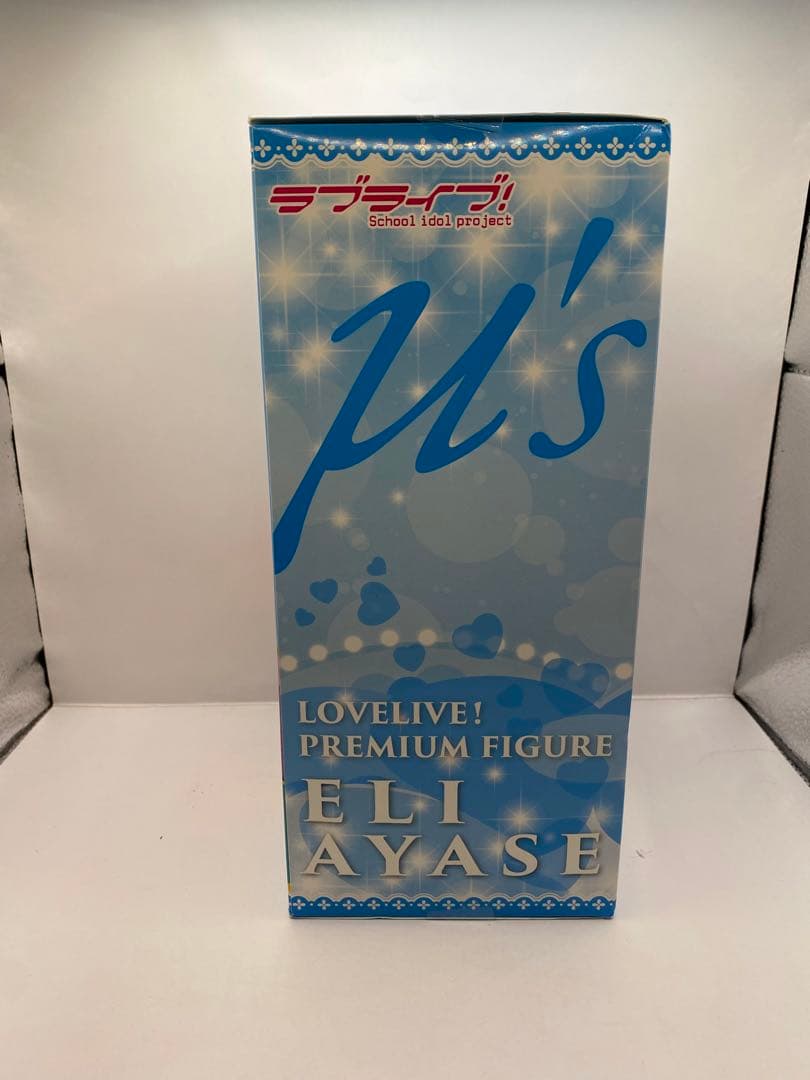 ラブライブ!
School idol project
μ's
LOVELIVE!
PREMIUM FIGURE
ELI
AYASE